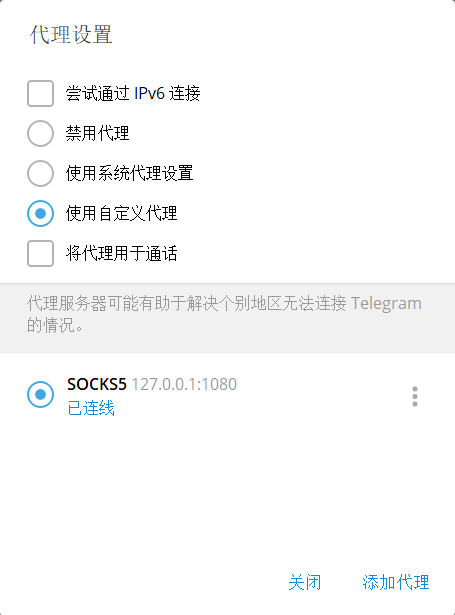 代理设置
尝试通过 IPv6 连接
禁用代理
使用系统代理设置
使用自定义代理
将代理用于通话
代理服务器可能有助于解决个别地区无法连接 Telegram
的情况。
SOCKS5 127.0.0.1:1080
已连线
关闭 添加代理